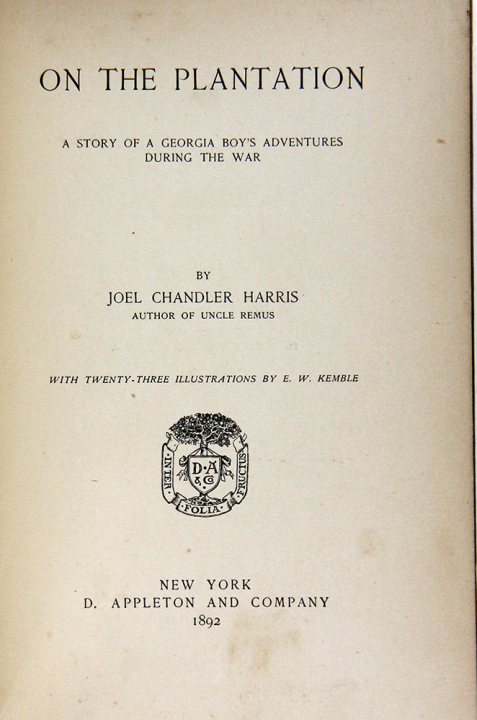 ON THE PLANTATION
A STORY OF A GEORGIA BOY'S ADVENTURES
DURING THE WAR
BY
JOEL CHANDLER HARRIS
AUTHOR OF UNCLE REMUS
WITH TWENTY-THREE ILLUSTRATIONS BY E. W. KEMBLE
D·A
& Co
·INTER·
·FOLIA·
FRUCTUS·
NEW YORK
D. APPLETON AND COMPANY
1892